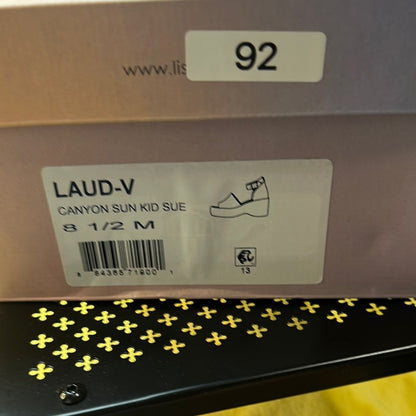 92
www.lis
LAUD-V
CANYON SUN KID SUE
8 1/2 M
13